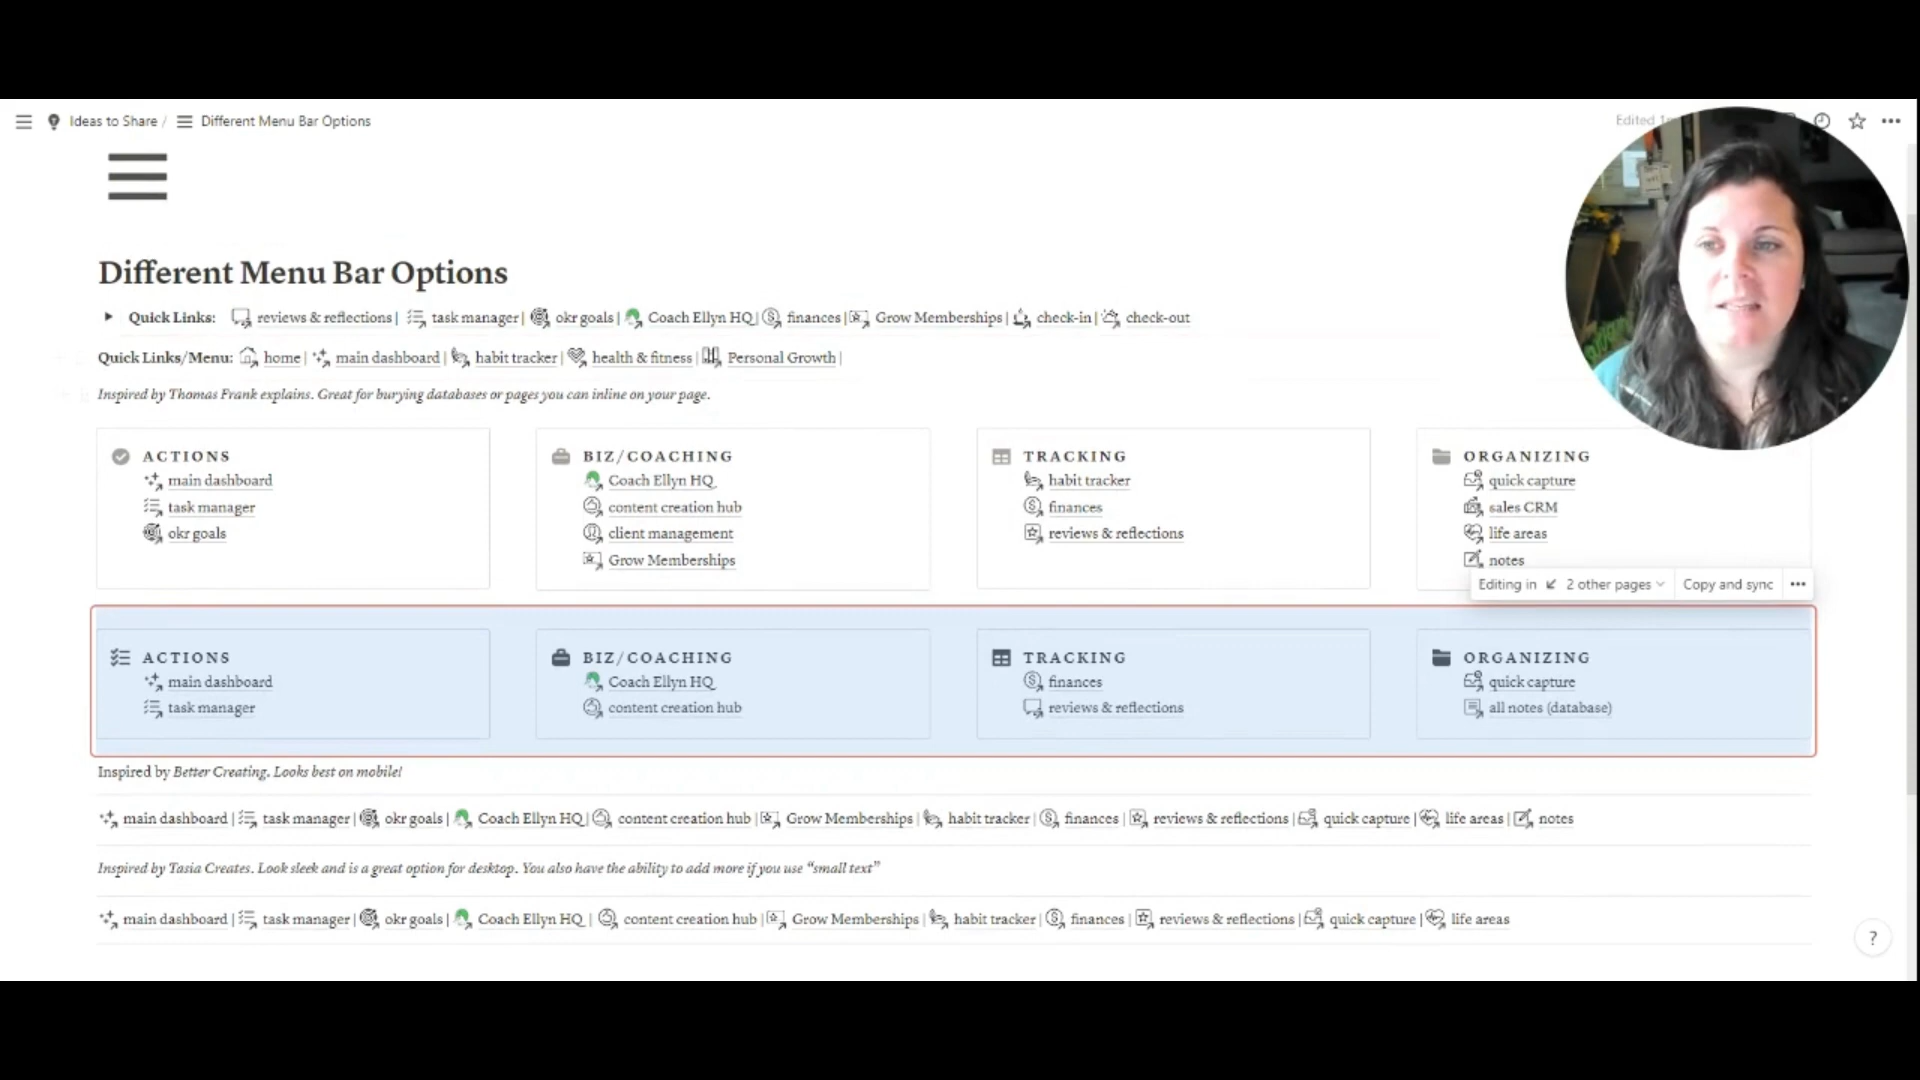 Ideas to Share / Different Menu Bar Options
Edited
Different Menu Bar Options
Quick Links: reviews & reflections | task manager | okr goals | Coach Ellyn HQ | finances | Grow Memberships | check-in | check-out
Quick Links/Menu: home | main dashboard | habit tracker | health & fitness | Personal Growth |
Inspired by Thomas Frank explains. Great for burying databases or pages you can inline on your page.
ACTIONS
main dashboard
task manager
okr goals
BIZ/COACHING
Coach Ellyn HQ
content creation hub
client management
Grow Memberships
TRACKING
habit tracker
finances
reviews & reflections
ORGANIZING
quick capture
sales CRM
life areas
notes
Editing in 2 other pages Copy and sync
ACTIONS
main dashboard
task manager
BIZ/COACHING
Coach Ellyn HQ
content creation hub
TRACKING
finances
reviews & reflections
ORGANIZING
quick capture
all notes (database)
Inspired by Better Creating. Looks best on mobile!
main dashboard | task manager | okr goals | Coach Ellyn HQ | content creation hub | Grow Memberships | habit tracker | finances | reviews & reflections | quick capture | life areas | notes
Inspired by Tasia Creates. Look sleek and is a great option for desktop. You also have the ability to add more if you use “small text”
main dashboard | task manager | okr goals | Coach Ellyn HQ | content creation hub | Grow Memberships | habit tracker | finances | reviews & reflections | quick capture | life areas
?